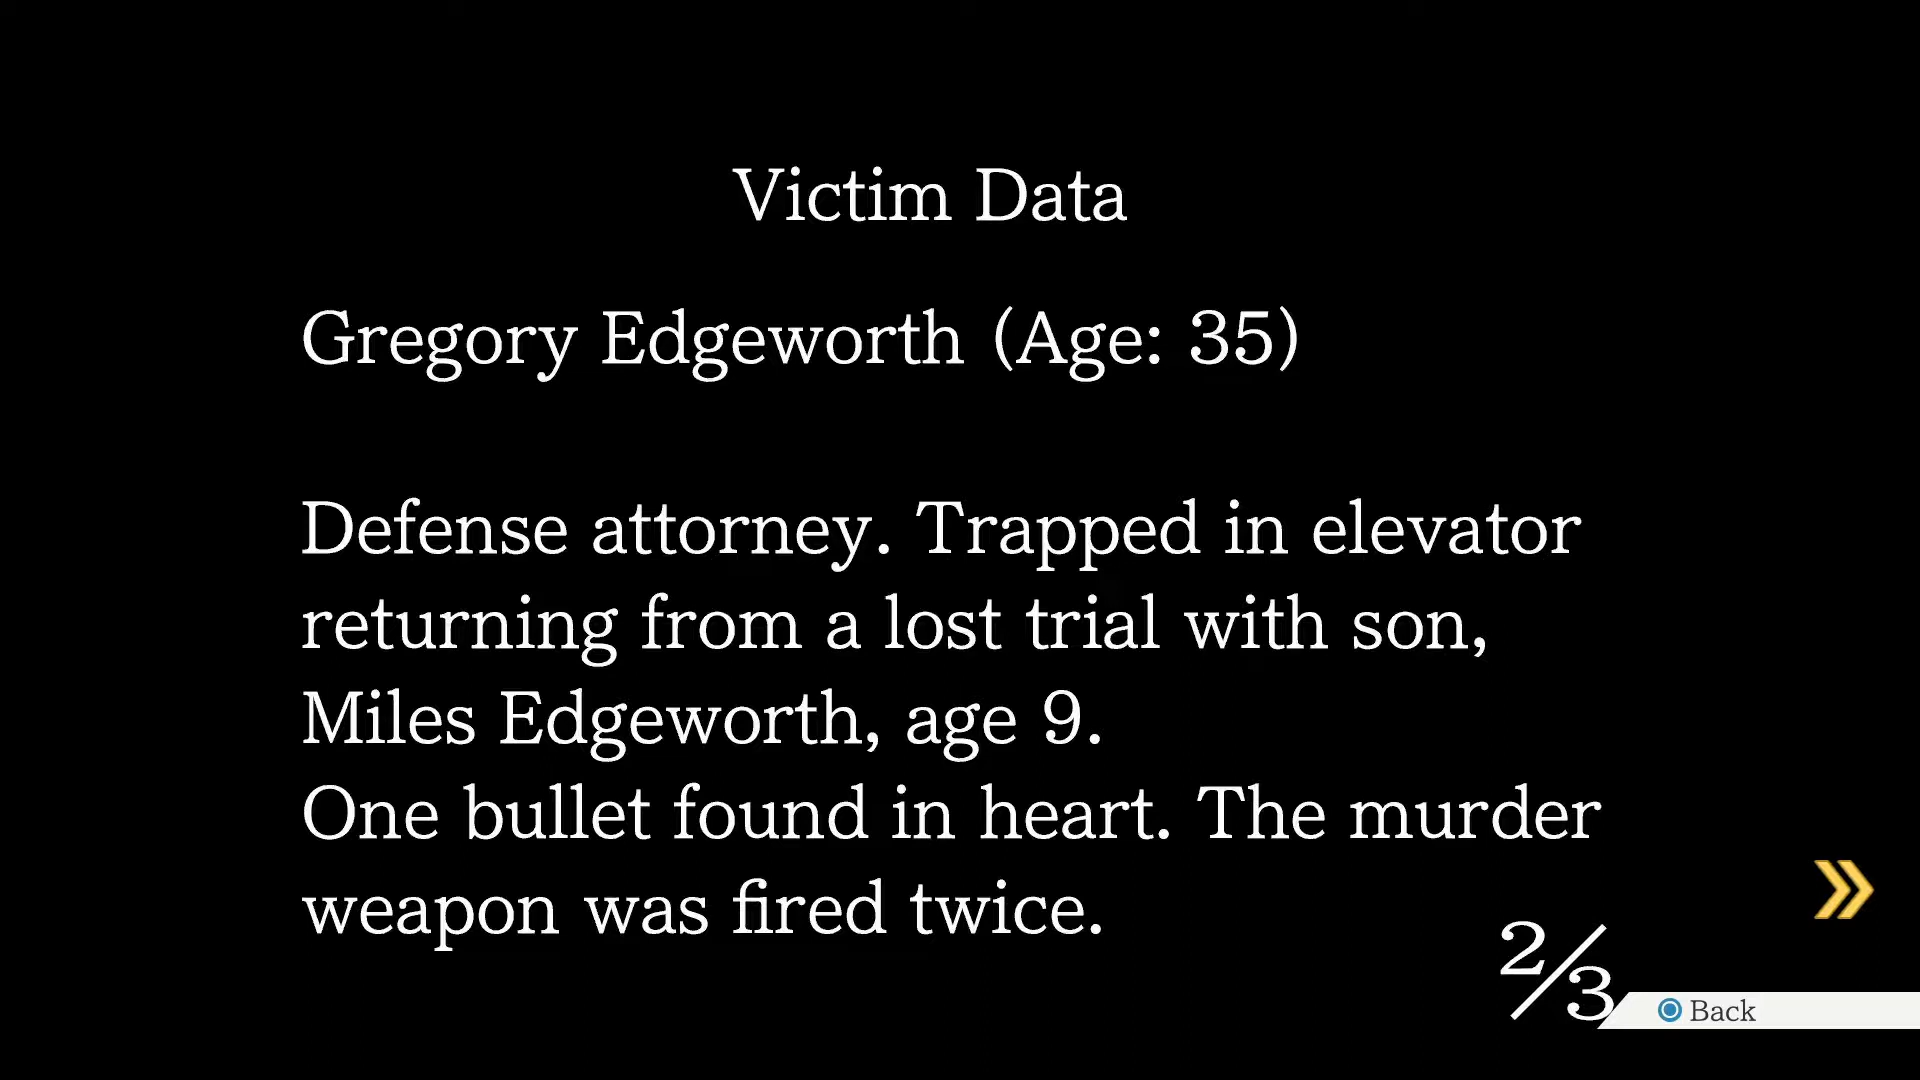 Victim Data
Gregory Edgeworth (Age: 35)
Defense attorney. Trapped in elevator
returning from a lost trial with son,
Miles Edgeworth, age 9.
One bullet found in heart. The murder
weapon was fired twice.
2/3
Back